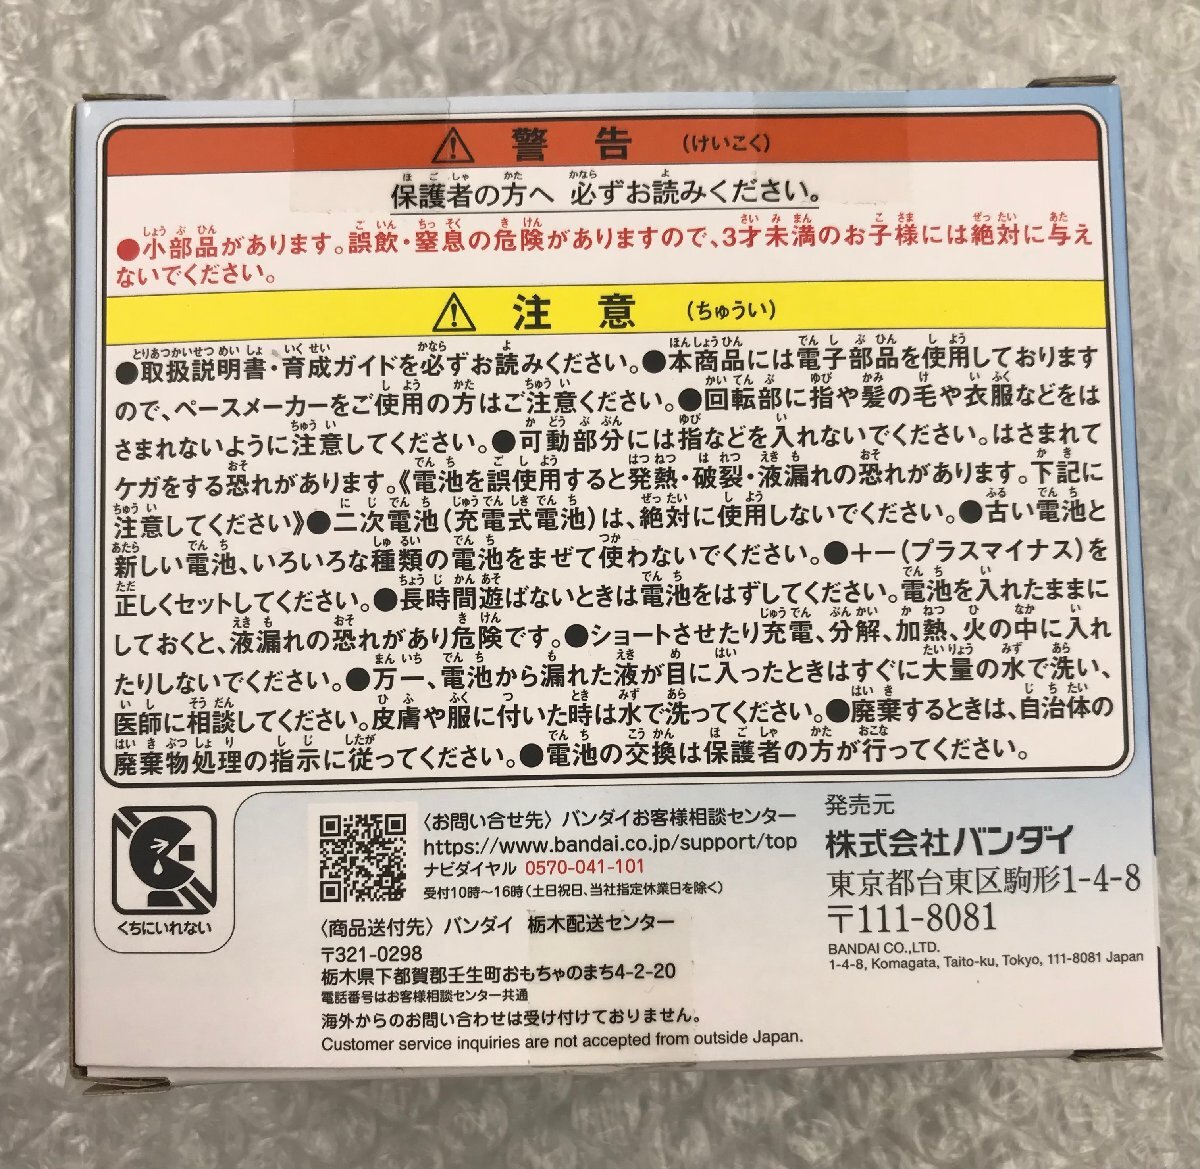 警告 (けいこく)
保護者の方へ 必ずお読みください。
●小部品があります。誤飲・窒息の危険がありますので、3才未満のお子様には絶対に与え
ないでください。
注意 (ちゅうい)
●取扱説明書・育成ガイドを必ずお読みください。●本商品には電子部品を使用しております
ので、ペースメーカーをご使用の方はご注意ください。●回転部に指や髪の毛や衣服などをは
さまれないように注意してください。●可動部分には指などを入れないでください。はさまれて
ケガをする恐れがあります。《電池を誤使用すると発熱・破裂・液漏れの恐れがあります。下記に
注意してください》●二次電池(充電式電池)は、絶対に使用しないでください。●古い電池と
新しい電池、いろいろな種類の電池をまぜて使わないでください。●＋－(プラスマイナス)を
正しくセットしてください。●長時間遊ばないときは電池をはずしてください。電池を入れたままに
しておくと、液漏れの恐れがあり危険です。●ショートさせたり充電、分解、加熱、火の中に入れ
たりしないでください。●万一、電池から漏れた液が目に入ったときはすぐに大量の水で洗い、
医師に相談してください。皮膚や服に付いた時は水で洗ってください。●廃棄するときは、自治体の
廃棄物処理の指示に従ってください。●電池の交換は保護者の方が行ってください。
くちにいれない
〈お問い合せ先〉バンダイお客様相談センター
https://www.bandai.co.jp/support/top
ナビダイヤル 0570-041-101
受付10時～16時(土日祝日、当社指定休業日を除く)
〈商品送付先〉バンダイ 栃木配送センター
〒321-0298
栃木県下都賀郡壬生町おもちゃのまち4-2-20
電話番号はお客様相談センター共通
海外からのお問い合わせは受け付けておりません。
Customer service inquiries are not accepted from outside Japan.
発売元
株式会社バンダイ
東京都台東区駒形1-4-8
〒111-8081
BANDAI CO.,LTD.
1-4-8, Komagata, Taito-ku, Tokyo, 111-8081 Japan